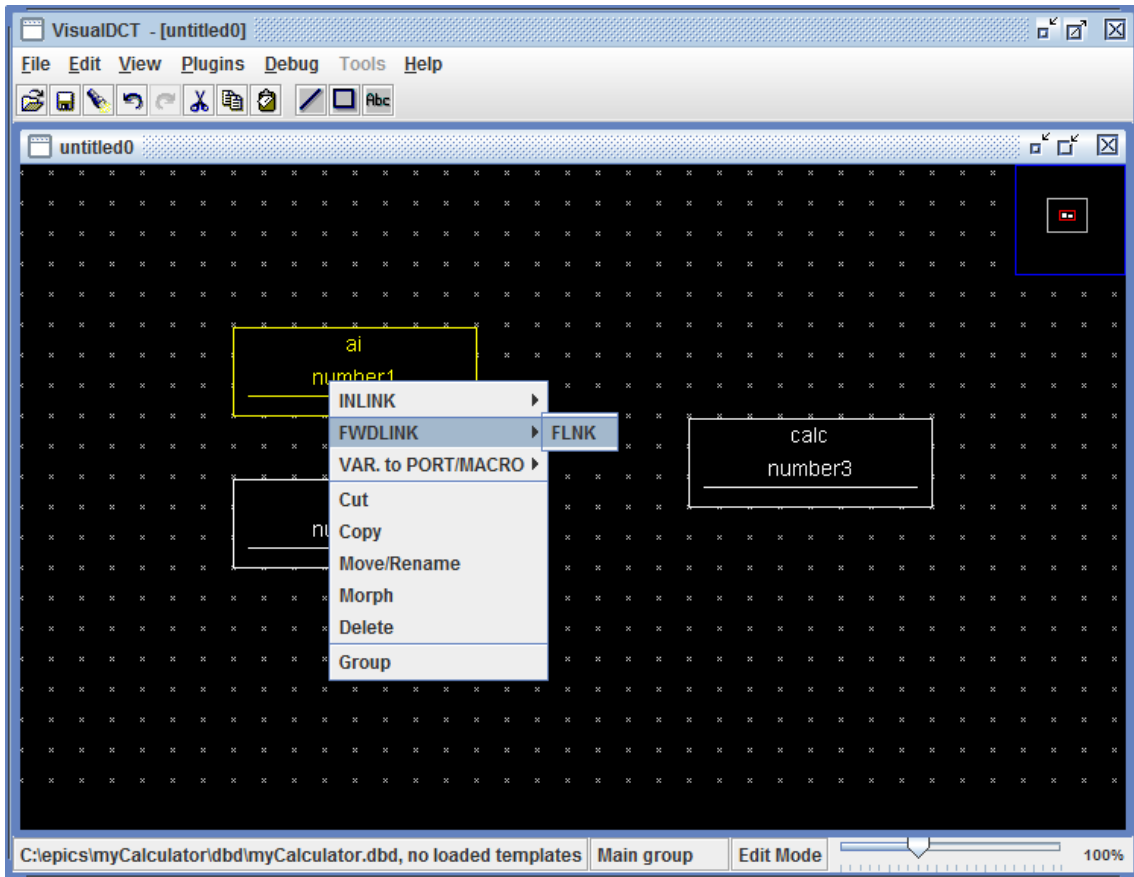 VisualDCT - [untitled0]
File Edit View Plugins Debug Tools Help
Abc
untitled0
ai
number1
INLINK
FWDLINK
FLNK
VAR. to PORT/MACRO
Cut
Copy
Move/Rename
Morph
Delete
Group
calc
number3
C:\epics\myCalculator\dbd\myCalculator.dbd, no loaded templates Main group Edit Mode 100%